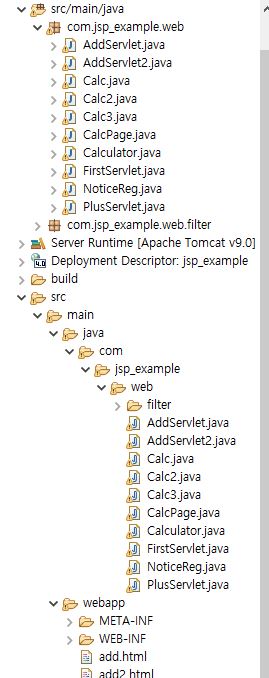 src/main/java
com.jsp_example.web
AddServlet.java
AddServlet2.java
Calc.java
Calc2.java
Calc3.java
CalcPage.java
Calculator.java
FirstServlet.java
NoticeReg.java
PlusServlet.java
com.jsp_example.web.filter
Server Runtime [Apache Tomcat v9.0]
Deployment Descriptor: jsp_example
build
src
main
java
com
jsp_example
web
filter
AddServlet.java
AddServlet2.java
Calc.java
Calc2.java
Calc3.java
CalcPage.java
Calculator.java
FirstServlet.java
NoticeReg.java
PlusServlet.java
webapp
META-INF
WEB-INF
add.html
add2.html